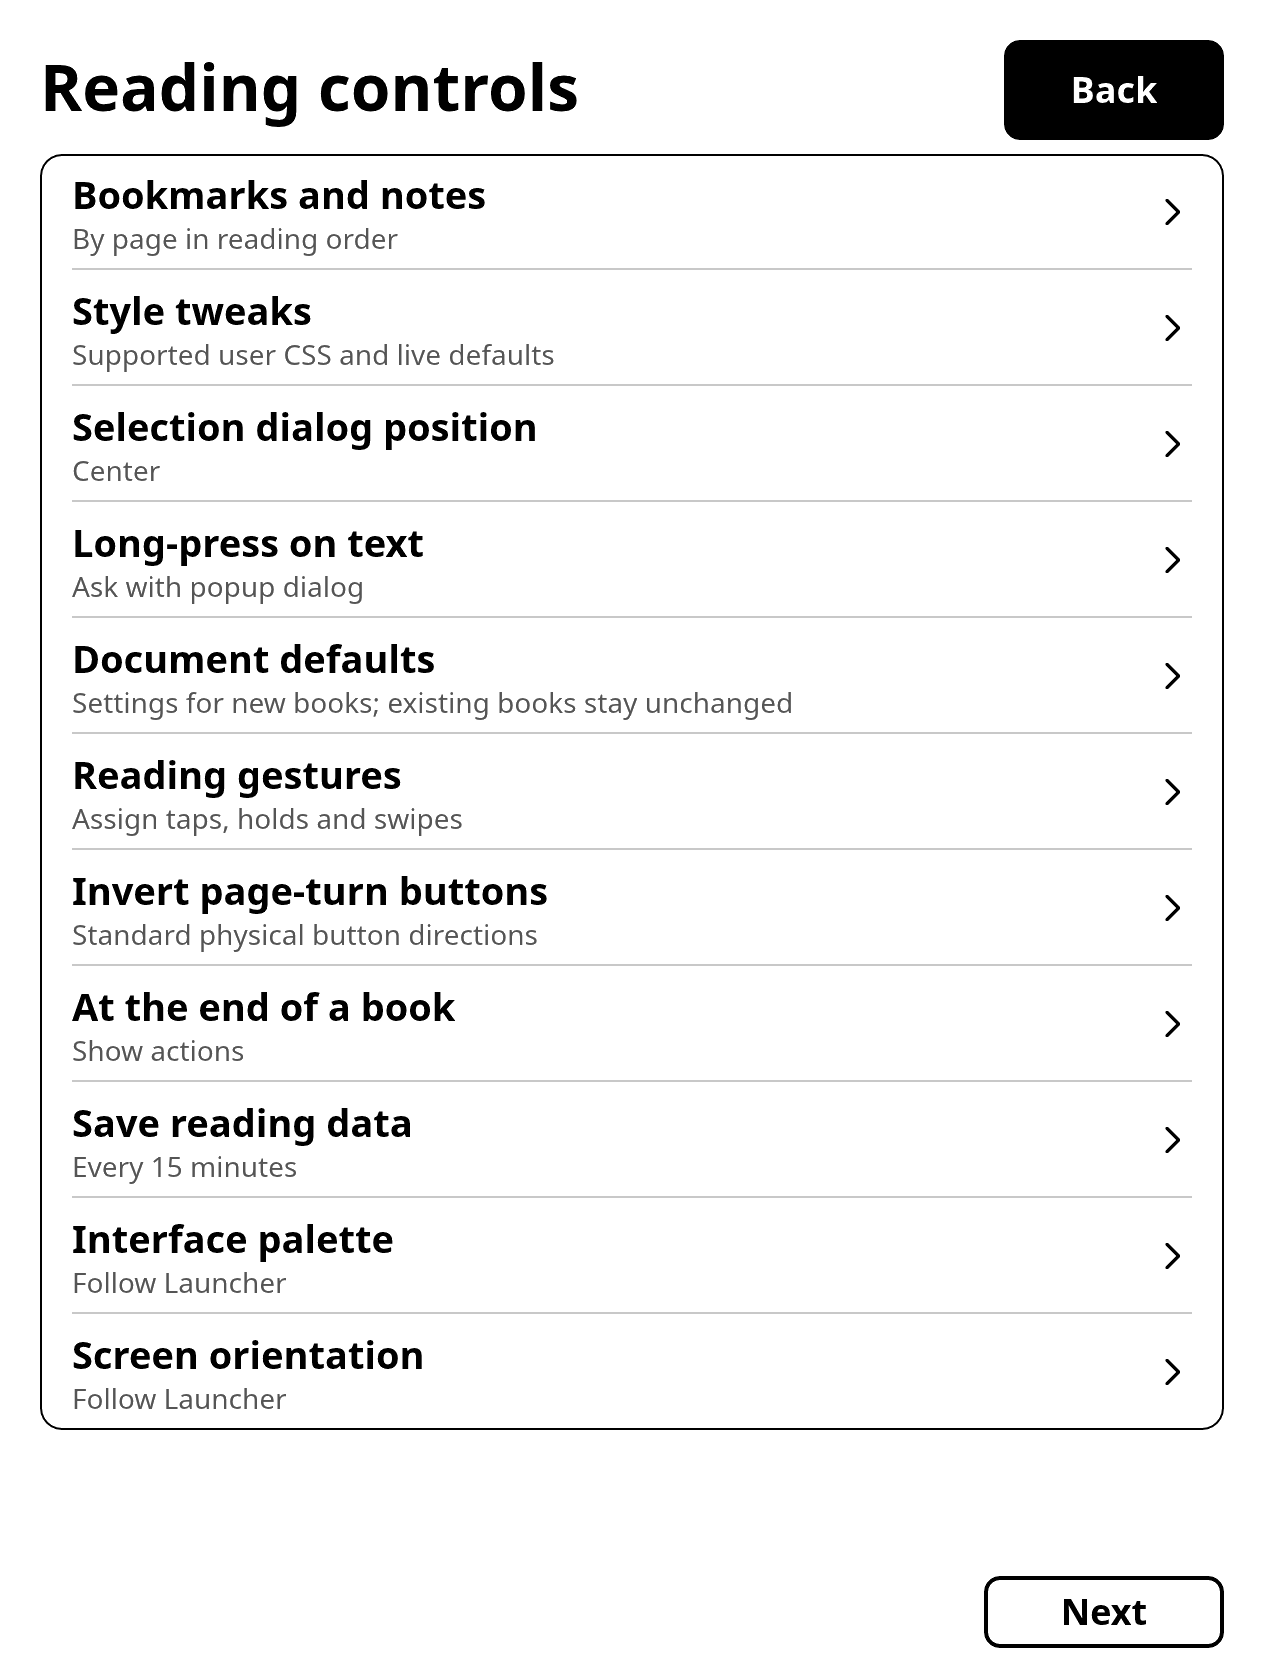 Reading controls
Back
Bookmarks and notes
By page in reading order
Style tweaks
Supported user CSS and live defaults
Selection dialog position
Center
Long-press on text
Ask with popup dialog
Document defaults
Settings for new books; existing books stay unchanged
Reading gestures
Assign taps, holds and swipes
Invert page-turn buttons
Standard physical button directions
At the end of a book
Show actions
Save reading data
Every 15 minutes
Interface palette
Follow Launcher
Screen orientation
Follow Launcher
Next